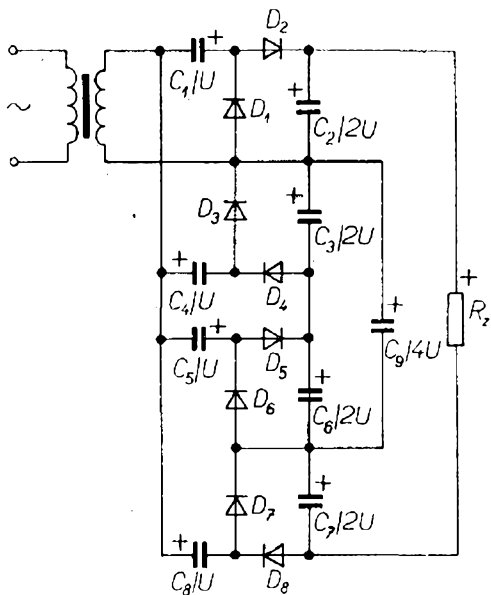 + D₂
C₁/U
+
D₁
C₂/2U
~
D₃
+
C₃/2U
+
C₄/U
D₄
+
C₅/U
D₅
+
C₉/4U
+
R_z
D₆
+
C₆/2U
D₇
+
C₇/2U
+
C₈/U
D₈